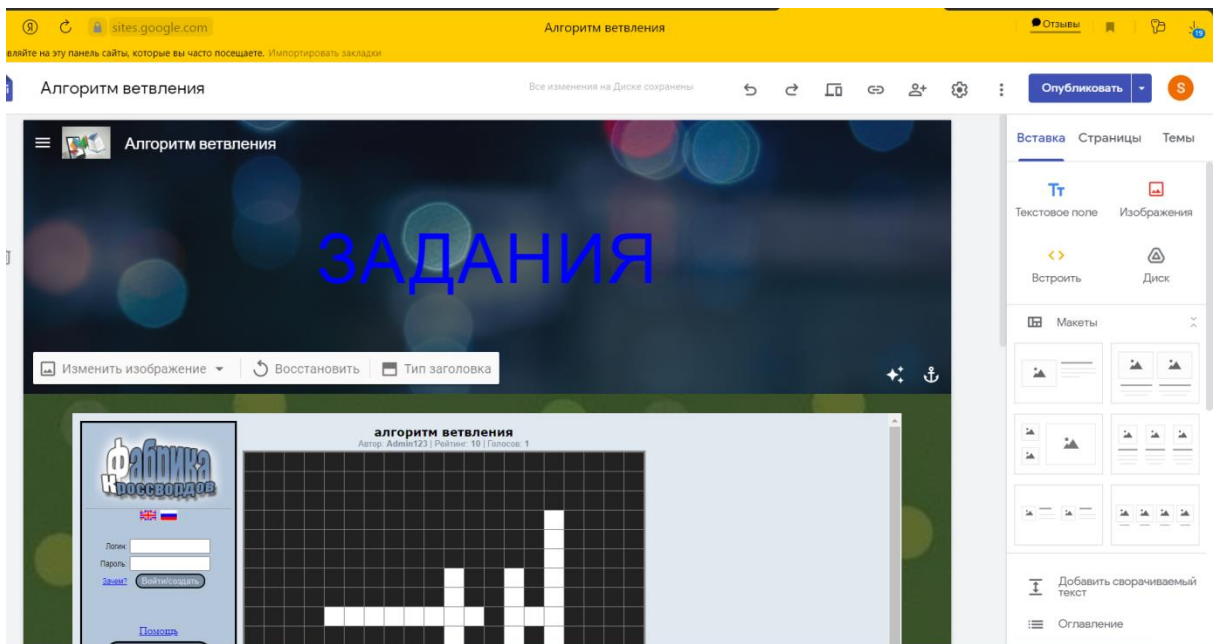 Я sites.google.com Алгоритм ветвления Отзывы 19
вляйте на эту панель сайты, которые вы часто посещаете. Импортировать закладки
Алгоритм ветвления Все изменения на Диске сохранены Опубликовать S
Алгоритм ветвления
ЗАДАНИЯ
Изменить изображение Восстановить Тип заголовка
Вставка Страницы Темы
Тт
Текстовое поле Изображения
Встроить Диск
Макеты
Добавить сворачиваемый
текст
Оглавление
алгоритм ветвления
Автор: Admin123 | Рейтинг: 10 | Голосов: 1
Фабрика
Кроссвордов
Логин:
Пароль:
Зачем? Войти/создать
Помощь